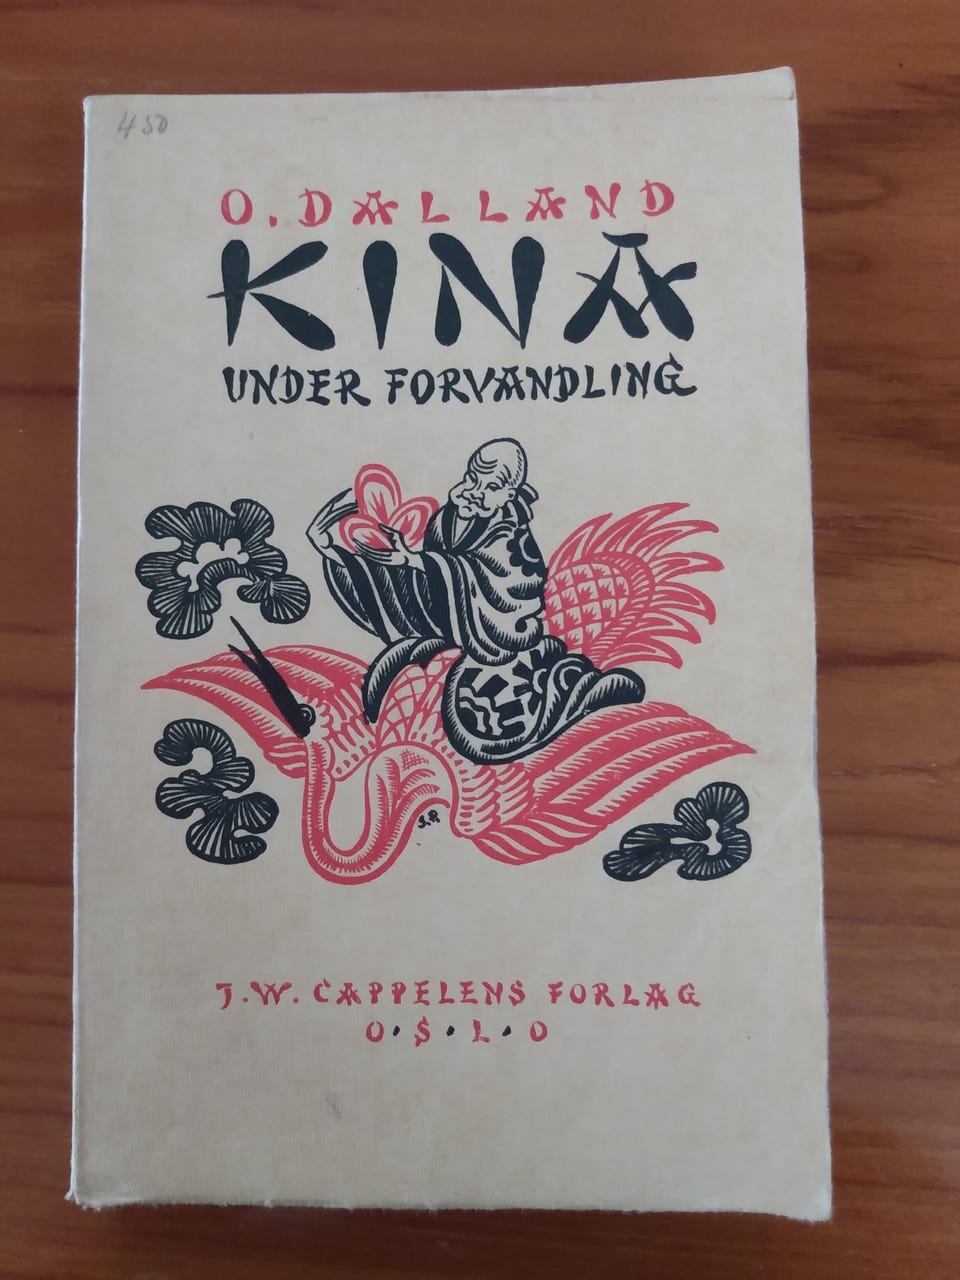 450
O. DALLAND
KINA
UNDER FORVANDLING
S.R
J.W. CAPPELENS FORLAG
O·S·L·O